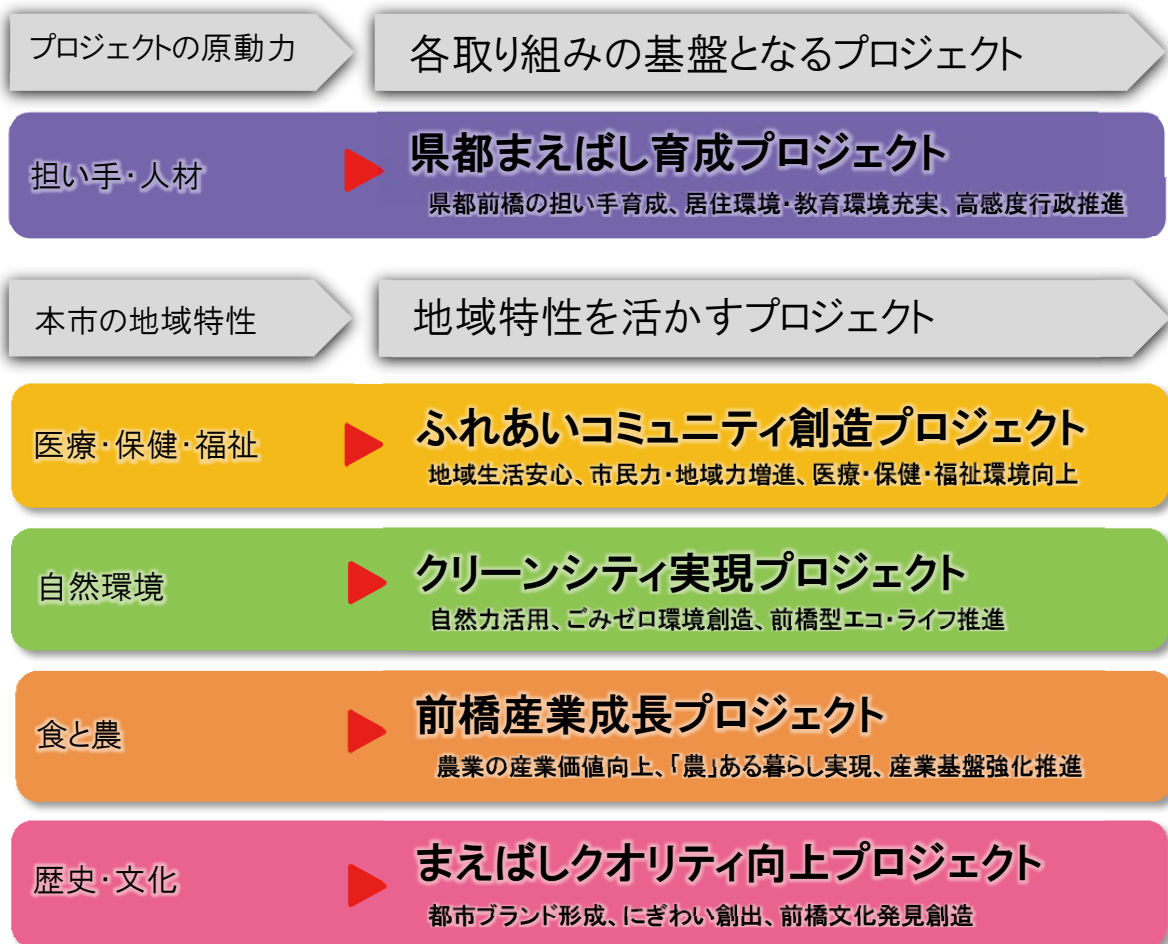 プロジェクトの原動力
各取り組みの基盤となるプロジェクト
担い手・人材
県都まえばし育成プロジェクト
県都前橋の担い手育成、居住環境・教育環境充実、高感度行政推進
本市の地域特性
地域特性を活かすプロジェクト
医療・保健・福祉
ふれあいコミュニティ創造プロジェクト
地域生活安心、市民力・地域力増進、医療・保健・福祉環境向上
自然環境
クリーンシティ実現プロジェクト
自然力活用、ごみゼロ環境創造、前橋型エコ・ライフ推進
食と農
前橋産業成長プロジェクト
農業の産業価値向上、「農」ある暮らし実現、産業基盤強化推進
歴史・文化
まえばしクオリティ向上プロジェクト
都市ブランド形成、にぎわい創出、前橋文化発見創造